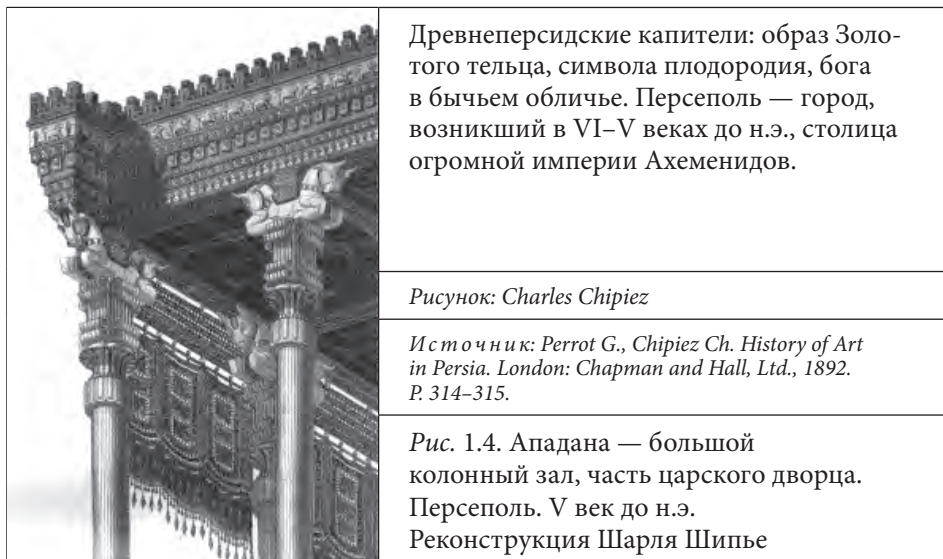 Древнеперсидские капители: образ Золо-
того тельца, символа плодородия, бога
в бычьем обличье. Персеполь — город,
возникший в VI–V веках до н.э., столица
огромной империи Ахеменидов.
Рисунок: Charles Chipiez
Источник: Perrot G., Chipiez Ch. History of Art
in Persia. London: Chapman and Hall, Ltd., 1892.
P. 314–315.
Рис. 1.4. Ападана — большой
колонный зал, часть царского дворца.
Персеполь. V век до н.э.
Реконструкция Шарля Шипье